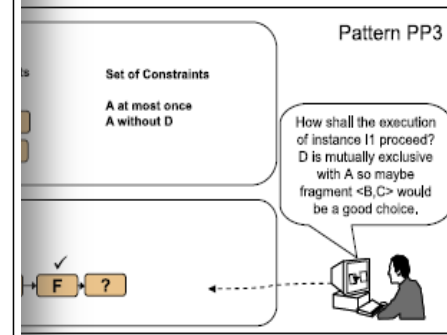 Pattern PP3
Set of Constraints
A at most once
A without D
How shall the execution
of instance I1 proceed?
D is mutually exclusive
with A so maybe
fragment <B,C> would
be a good choice.
F
?